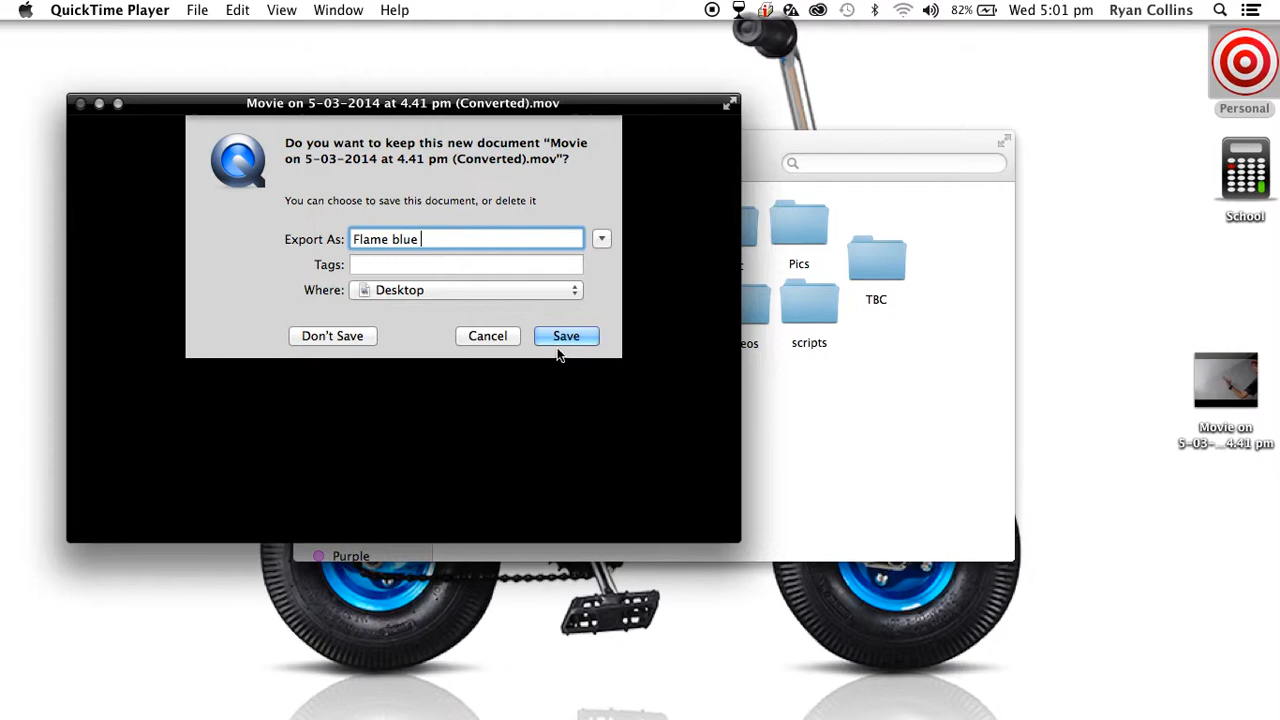 QuickTime Player File Edit View Window Help 82% Wed 5:01 pm Ryan Collins
Movie on 5-03-2014 at 4.41 pm (Converted).mov
Do you want to keep this new document “Movie
on 5-03-2014 at 4.41 pm (Converted).mov”?
You can choose to save this document, or delete it
Export As: Flame blue
Tags:
Where: Desktop
Don't Save Cancel Save
Pics
TBC
scripts
Purple
Personal
School
Movie on
5-03-...4.41 pm